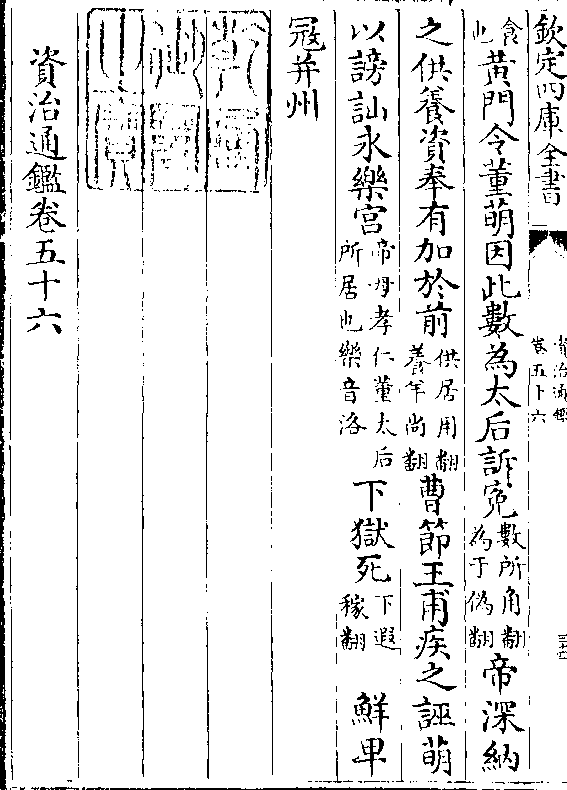 欽定四庫全書
資治通鑑
卷五十六
食
也黄門令董萌因此數為太后訴寃數所角翻
為于偽翻帝深納
之供養資奉有加於前供居用翻
養羊尚翻曹節王甫疾之誣萌
以謗訕永樂宮帝母孝仁董太后
所居也樂音洛下獄死下遐
稼翻鮮卑
冦并州
資治通鑑卷五十六